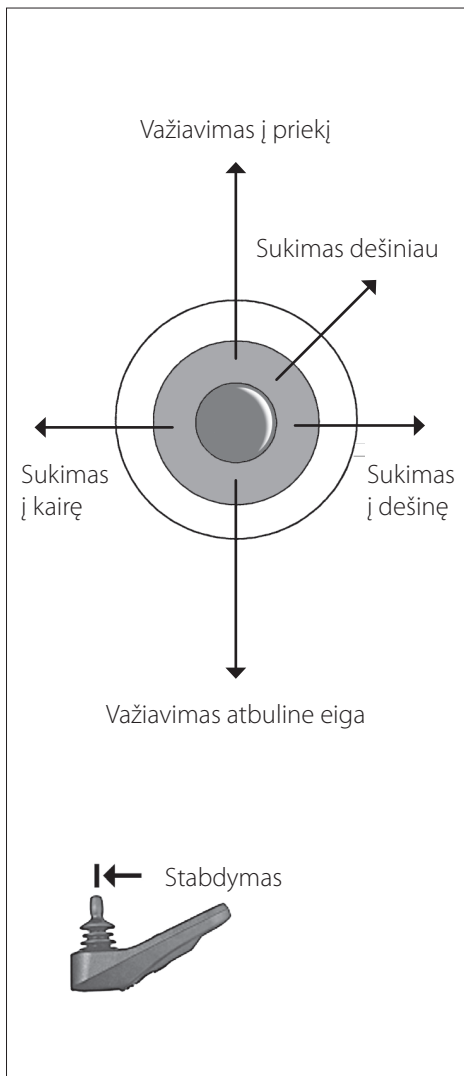 Važiavimas į priekį
Sukimas dešiniau
Sukimas
į kairę
Sukimas
į dešinę
Važiavimas atbuline eiga
Stabdymas